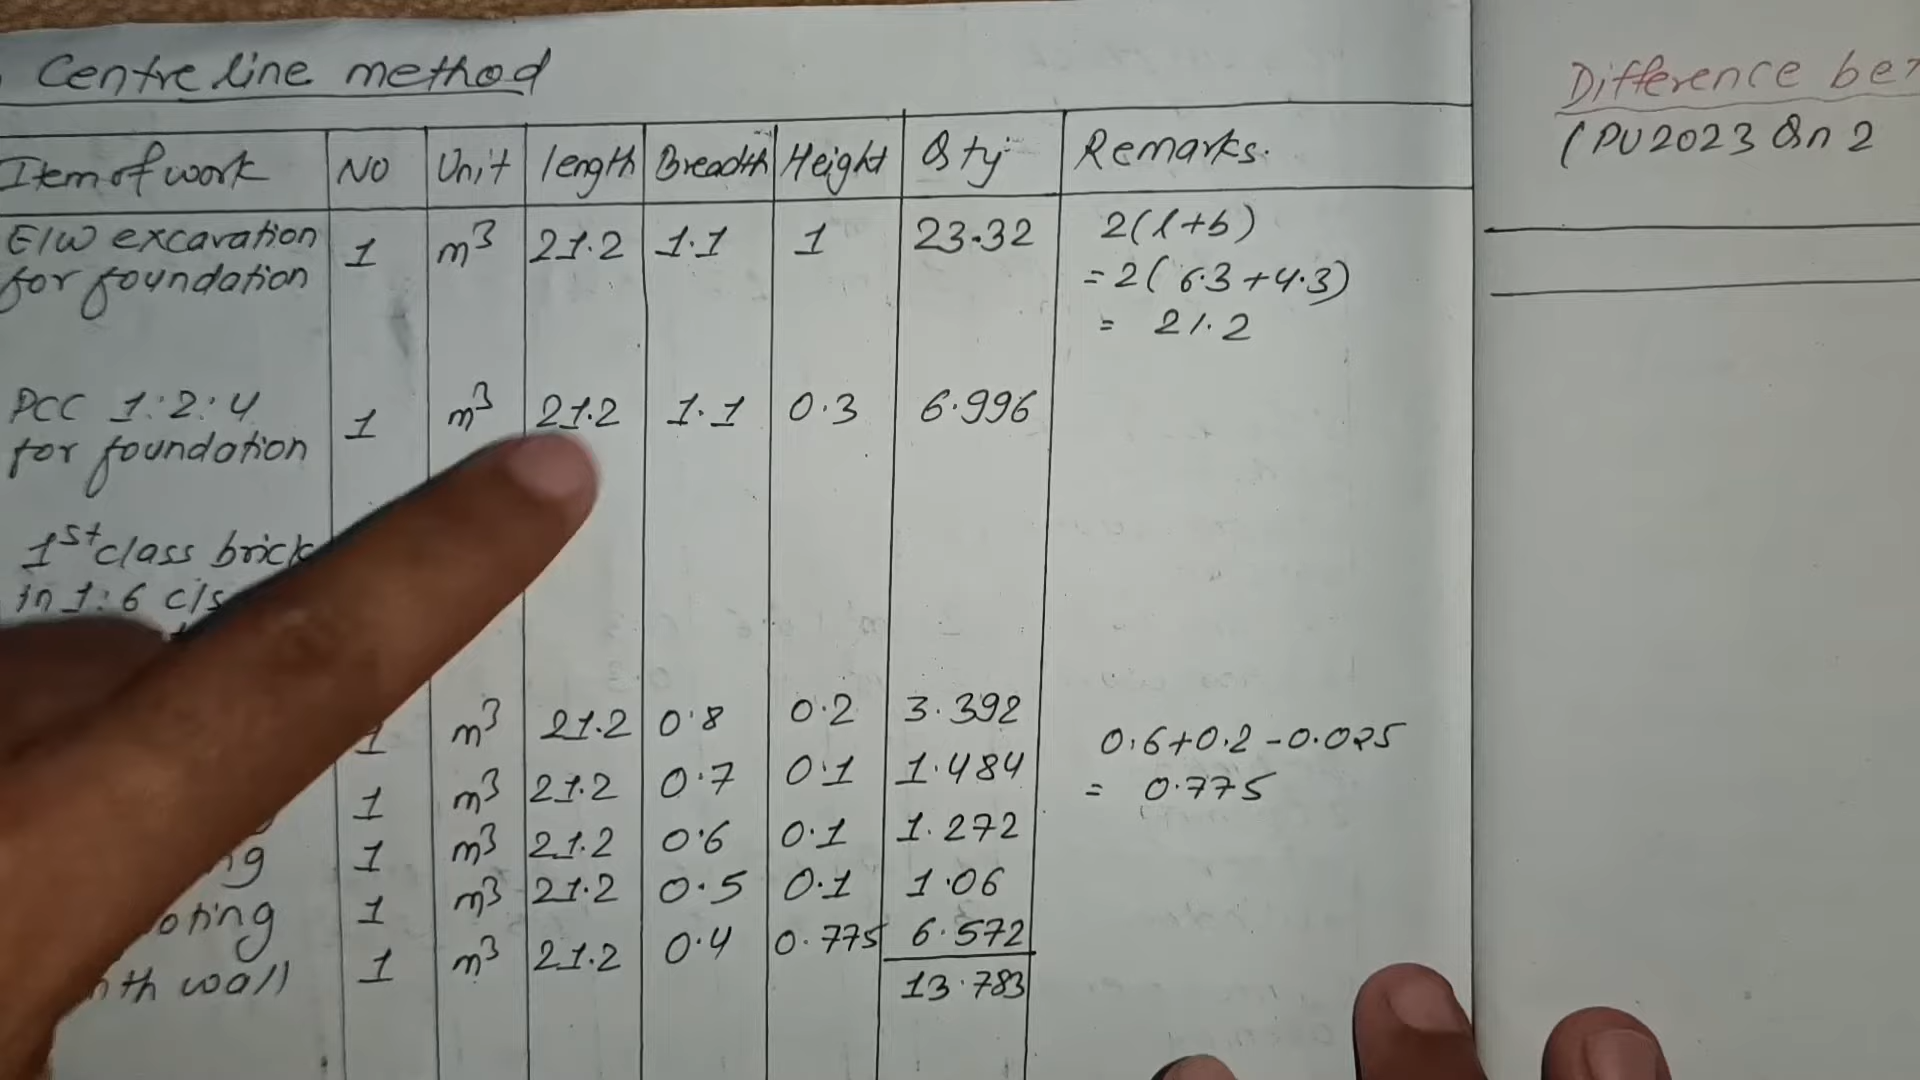 Centre line method
Item of work NO Unit length Breadth Height Qty Remarks.
E/W excavation for foundation 1 m³ 21.2 1.1 1 23.32 2(l+b)
= 2(6.3+4.3)
= 21.2
PCC 1:2:4 for foundation 1 m³ 21.2 1.1 0.3 6.996
1st class brick
in 1:6 c/s
1 m³ 21.2 0.8 0.2 3.392 0.6+0.2-0.025
1 m³ 21.2 0.7 0.1 1.484 = 0.775
1 m³ 21.2 0.6 0.1 1.272
1 m³ 21.2 0.5 0.1 1.06
wall 1 m³ 21.2 0.4 0.775 6.572
13.783
Difference
(PU2023 Qn 2